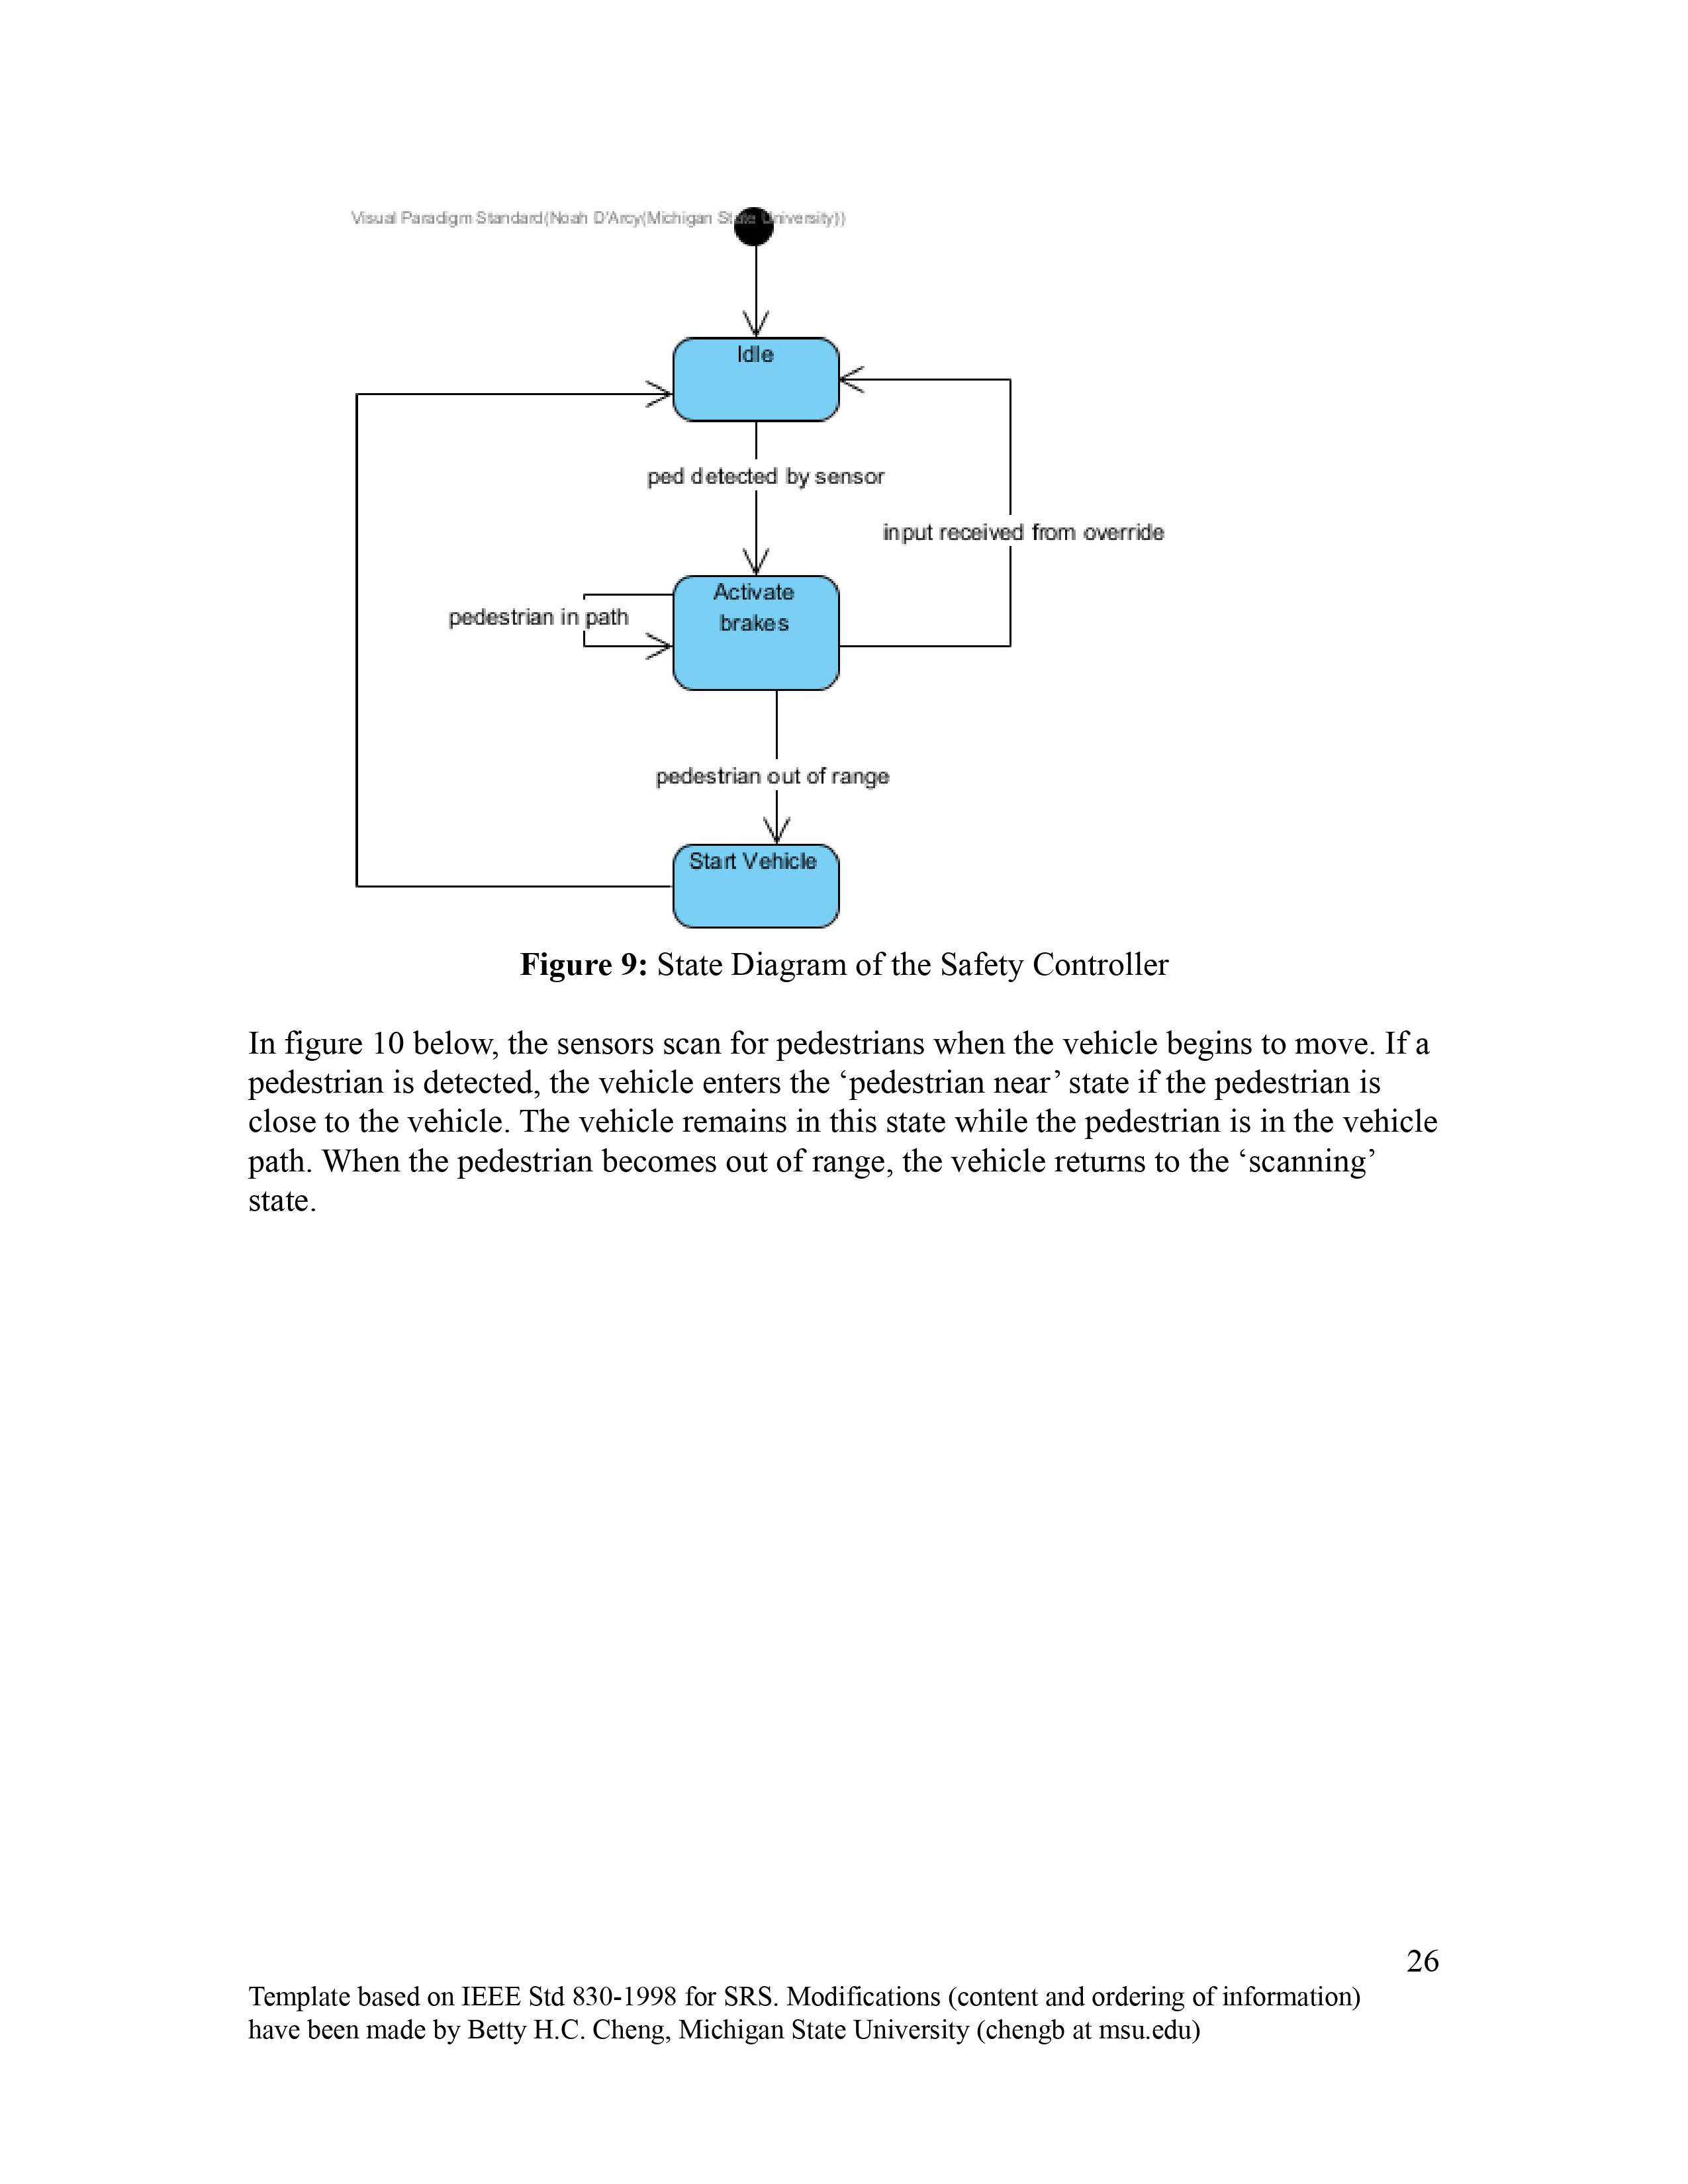 Visual Paradigm Standard(Noah D'Arcy(Michigan State University))
Idle
ped detected by sensor
input received from override
Activate
brakes
pedestrian in path
pedestrian out of range
Start Vehicle
Figure 9: State Diagram of the Safety Controller
In figure 10 below, the sensors scan for pedestrians when the vehicle begins to move. If a
pedestrian is detected, the vehicle enters the ‘pedestrian near’ state if the pedestrian is
close to the vehicle. The vehicle remains in this state while the pedestrian is in the vehicle
path. When the pedestrian becomes out of range, the vehicle returns to the ‘scanning’
state.
26
Template based on IEEE Std 830-1998 for SRS. Modifications (content and ordering of information)
have been made by Betty H.C. Cheng, Michigan State University (chengb at msu.edu)